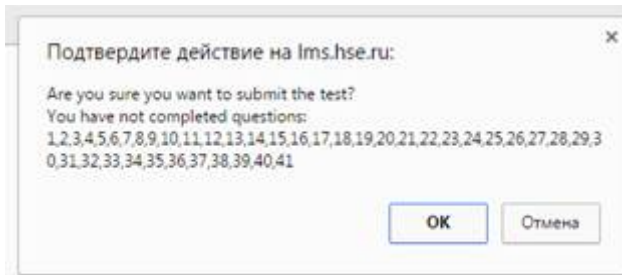 Подтвердите действие на lms.hse.ru:
Are you sure you want to submit the test?
You have not completed questions:
1,2,3,4,5,6,7,8,9,10,11,12,13,14,15,16,17,18,19,20,21,22,23,24,25,26,27,28,29,3
0,31,32,33,34,35,36,37,38,39,40,41
OK Отмена